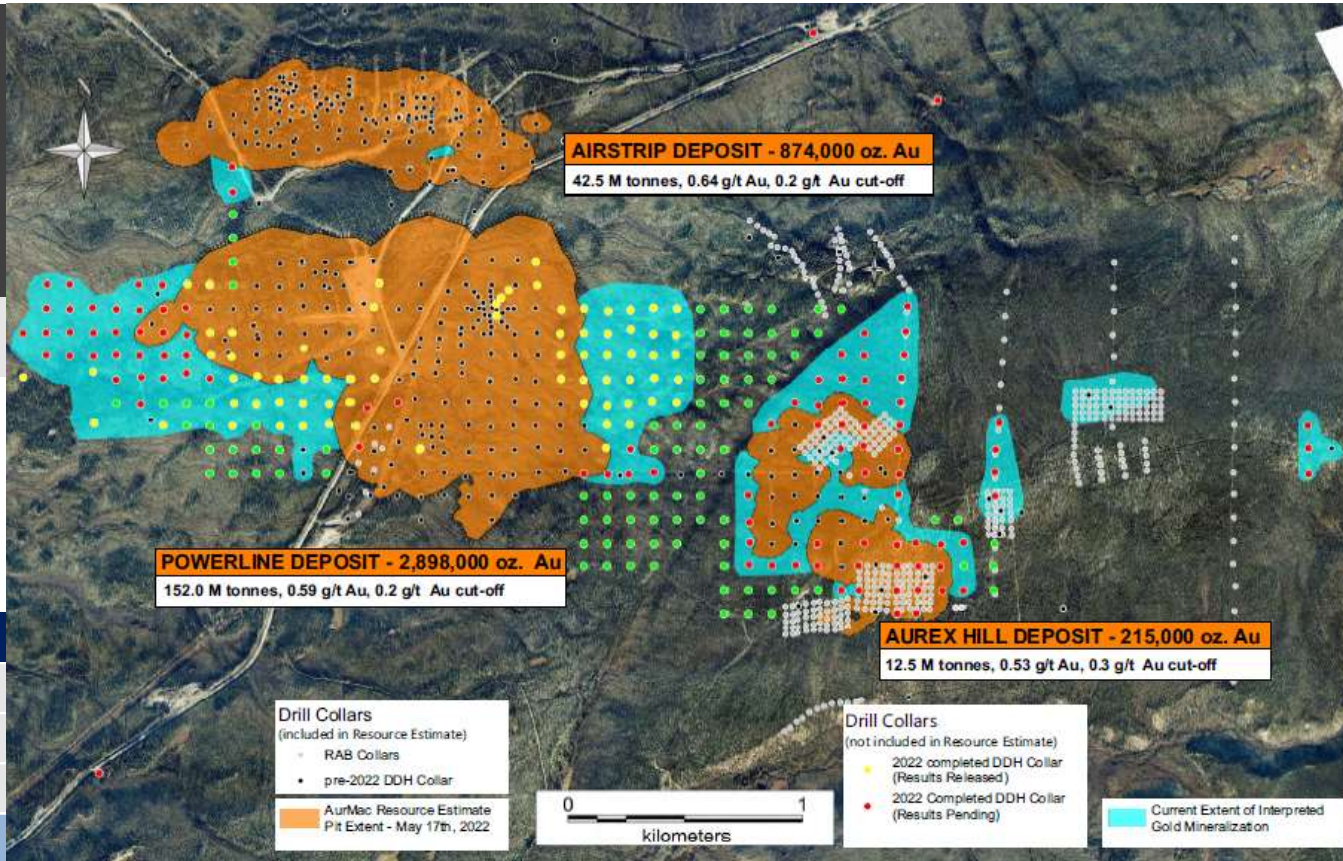 AIRSTRIP DEPOSIT - 874,000 oz. Au
42.5 M tonnes, 0.64 g/t Au, 0.2 g/t Au cut-off
POWERLINE DEPOSIT - 2,898,000 oz. Au
152.0 M tonnes, 0.59 g/t Au, 0.2 g/t Au cut-off
AUREX HILL DEPOSIT - 215,000 oz. Au
12.5 M tonnes, 0.53 g/t Au, 0.3 g/t Au cut-off
Drill Collars
(included in Resource Estimate)
RAB Collars
pre-2022 DDH Collar
AurMac Resource Estimate
Pit Extent - May 17th, 2022
0 1
kilometers
Drill Collars
(not included in Resource Estimate)
2022 completed DDH Collar
(Results Released)
2022 Completed DDH Collar
(Results Pending)
Current Extent of Interpreted
Gold Mineralization